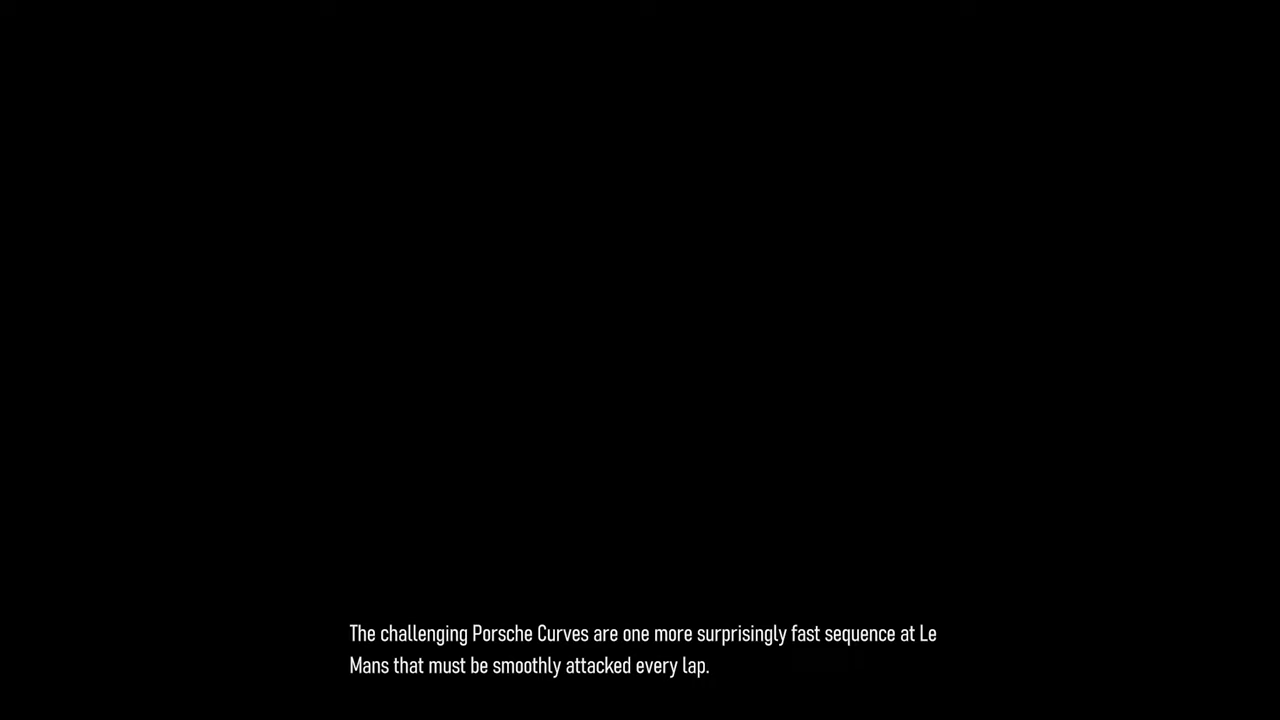 The challenging Porsche Curves are one more surprisingly fast sequence at Le
Mans that must be smoothly attacked every lap.